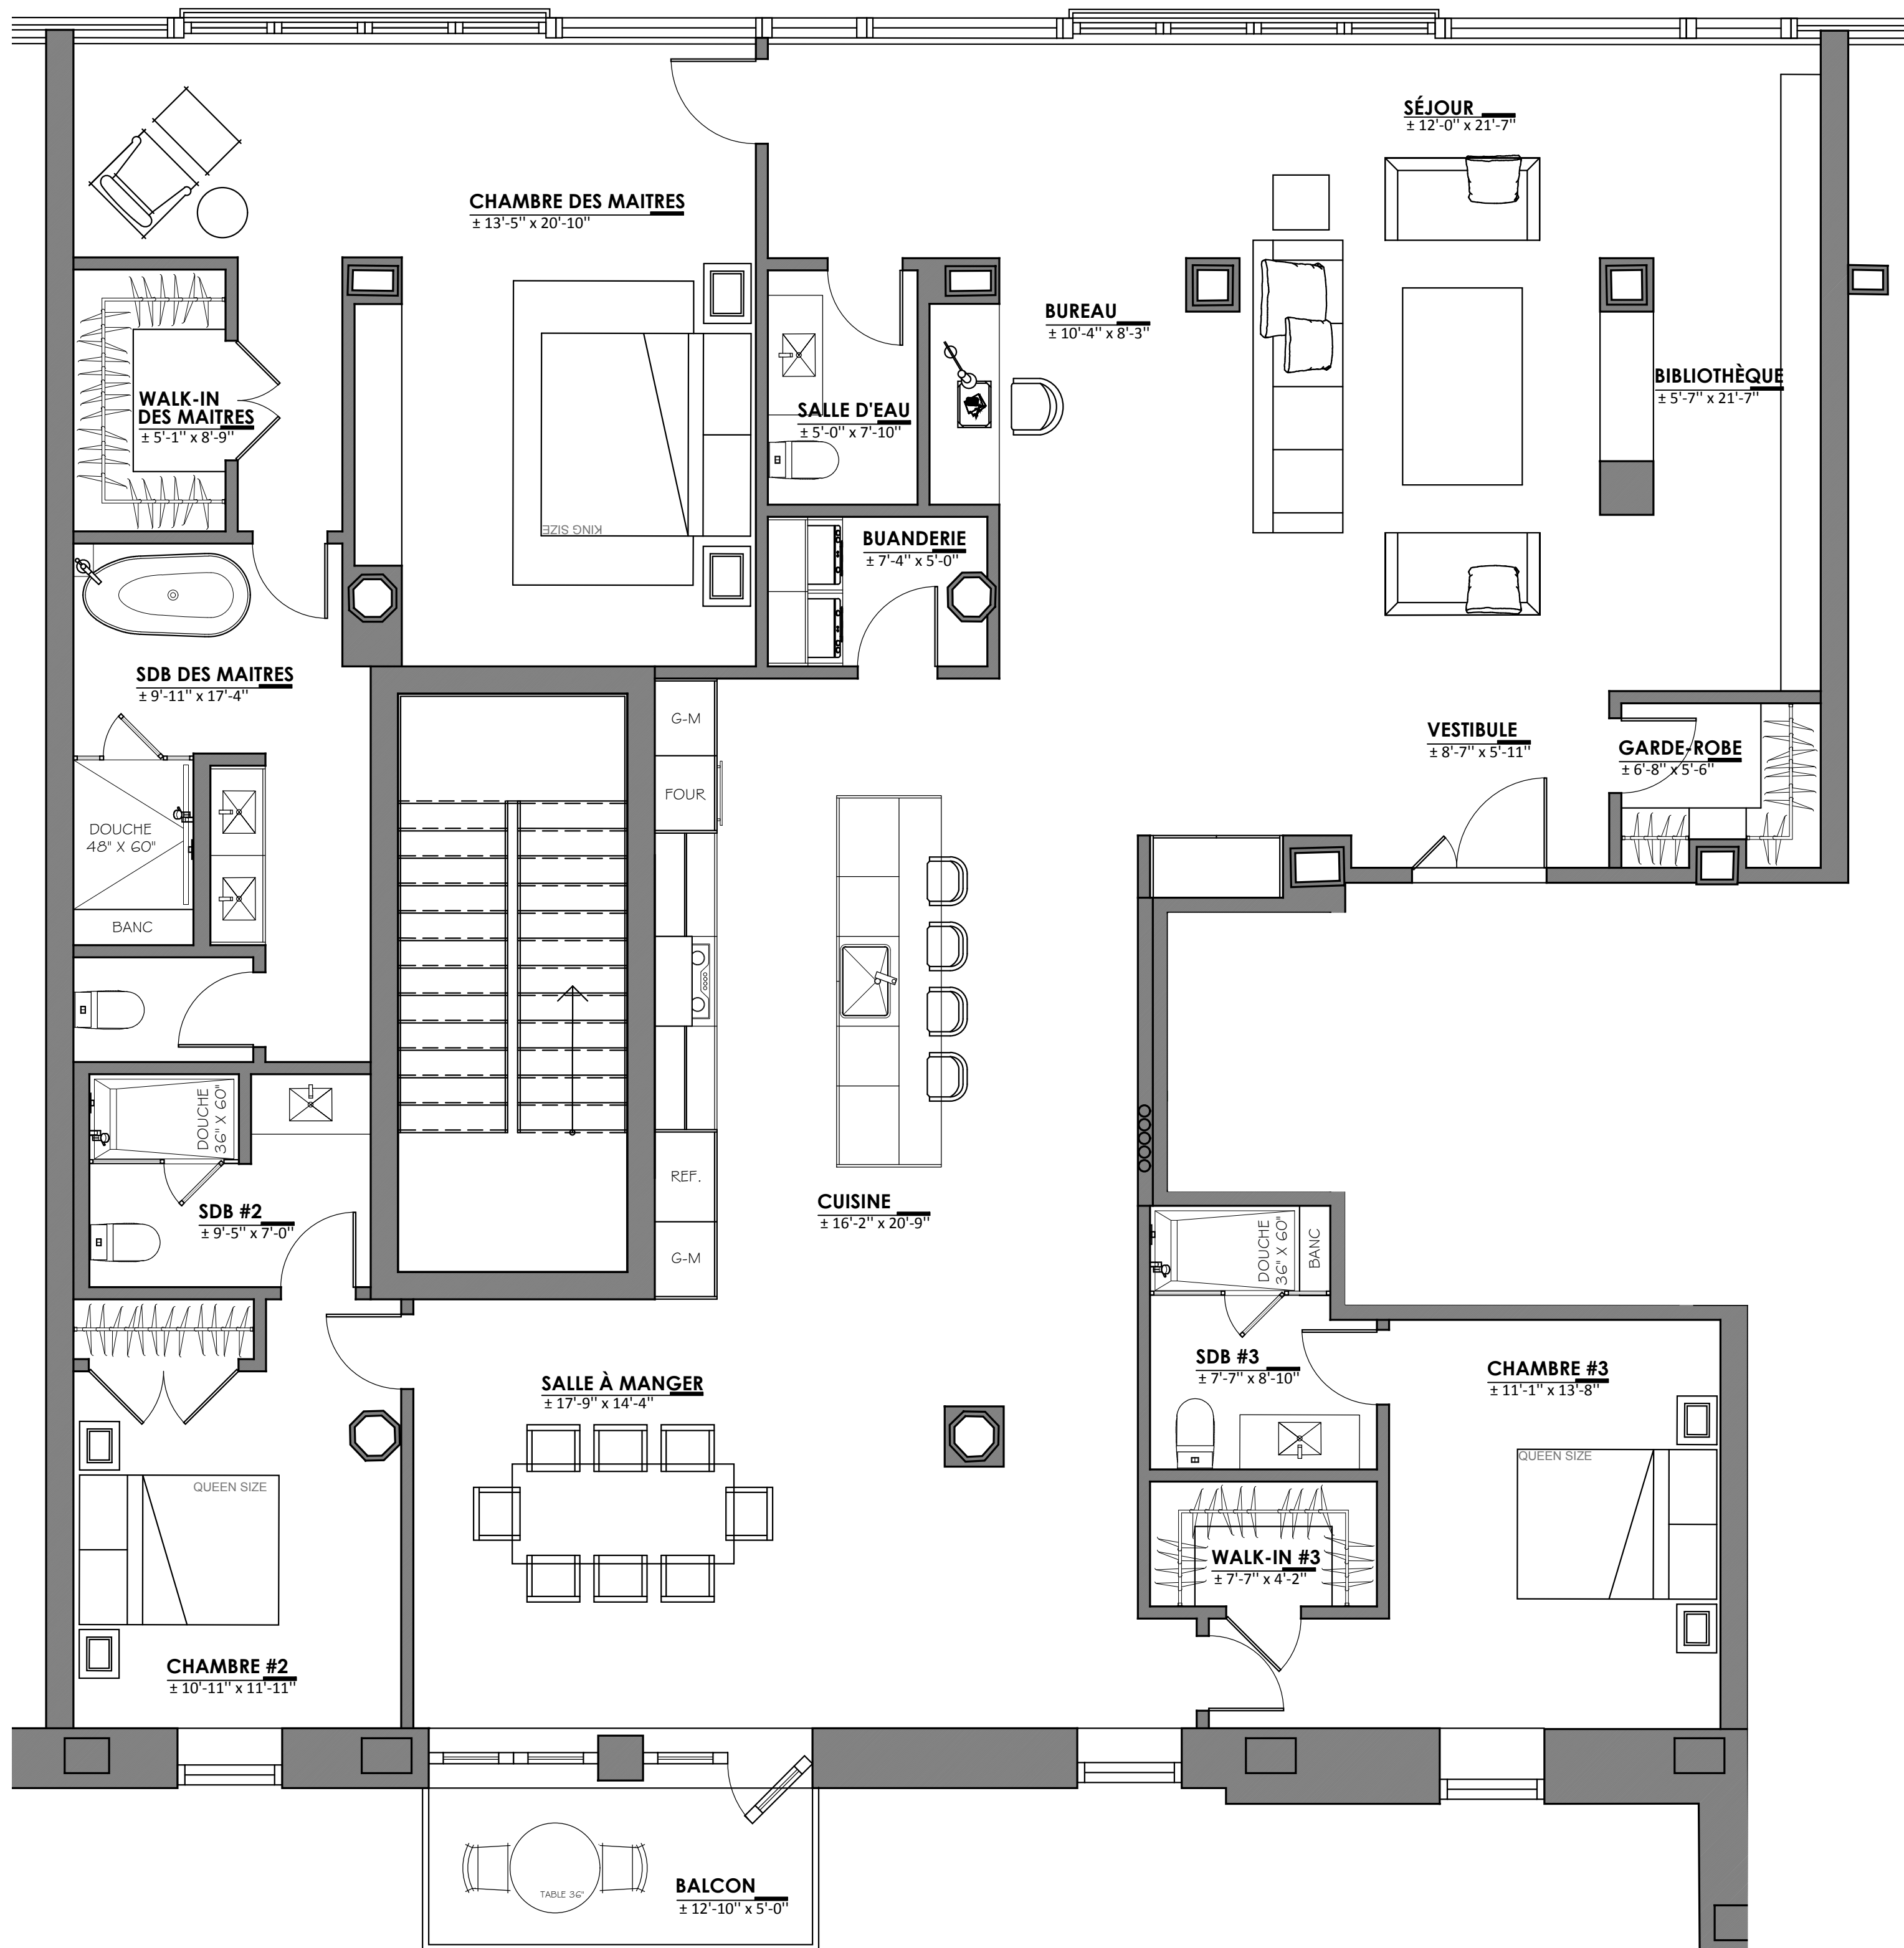 SÉJOUR
± 12'-0" x 21'-7"
CHAMBRE DES MAITRES
± 13'-5" x 20'-10"
BUREAU
± 10'-4" x 8'-3"
BIBLIOTHÈQUE
± 5'-7" x 21'-7"
WALK-IN
DES MAITRES
± 5'-1" x 8'-9"
SALLE D'EAU
± 5'-0" x 7'-10"
KING SIZE
BUANDERIE
± 7'-4" x 5'-0"
SDB DES MAITRES
± 9'-11" x 17'-4"
G-M
VESTIBULE
± 8'-7" x 5'-11"
GARDE-ROBE
± 6'-8" x 5'-6"
FOUR
DOUCHE
48" X 60"
BANC
DOUCHE
36" X 60"
REF.
SDB #2
± 9'-5" x 7'-0"
CUISINE
± 16'-2" x 20'-9"
G-M
DOUCHE
36" X 60"
BANC
SDB #3
± 7'-7" x 8'-10"
CHAMBRE #3
± 11'-1" x 13'-8"
SALLE À MANGER
± 17'-9" x 14'-4"
QUEEN SIZE
QUEEN SIZE
WALK-IN #3
± 7'-7" x 4'-2"
CHAMBRE #2
± 10'-11" x 11'-11"
BALCON
± 12'-10" x 5'-0"
TABLE 36"